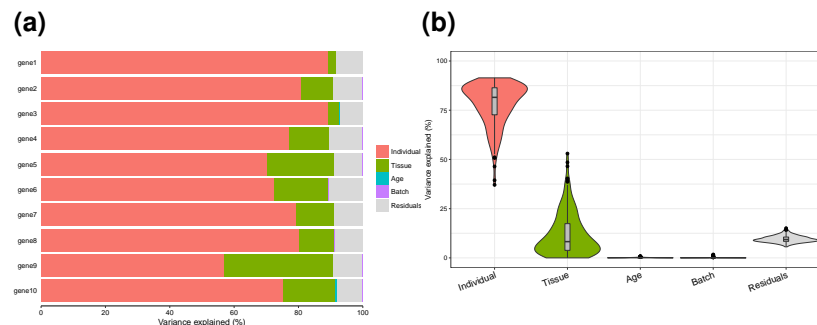 (a)
gene1
gene2
gene3
gene4
gene5
gene6
gene7
gene8
gene9
gene10
0
20
40
60
80
100
Variance explained (%)
Individual
Tissue
Age
Batch
Residuals
(b)
100
75
50
25
0
Variance explained (%)
Individual
Tissue
Age
Batch
Residuals